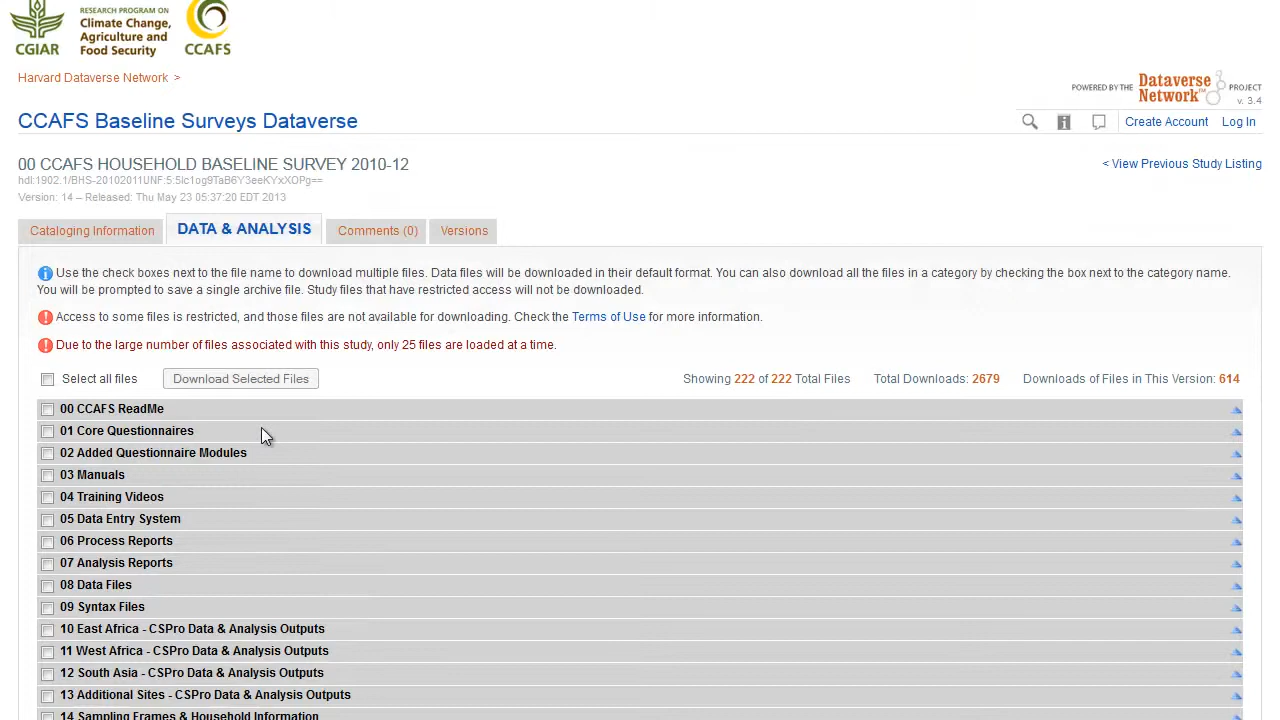 RESEARCH PROGRAM ON
Climate Change,
Agriculture and
Food Security
CGIAR
CCAFS
Harvard Dataverse Network >
POWERED BY THE Dataverse Network™ PROJECT
v. 3.4
CCAFS Baseline Surveys Dataverse
Create Account
Log In
00 CCAFS HOUSEHOLD BASELINE SURVEY 2010-12
< View Previous Study Listing
hdl:1902.1/BHS-20102011UNF:5:5lc1og9TaB6Y3eeKYxXOPg==
Version: 14 – Released: Thu May 23 05:37:20 EDT 2013
Cataloging Information
DATA & ANALYSIS
Comments (0)
Versions
Use the check boxes next to the file name to download multiple files. Data files will be downloaded in their default format. You can also download all the files in a category by checking the box next to the category name.
You will be prompted to save a single archive file. Study files that have restricted access will not be downloaded.
Access to some files is restricted, and those files are not available for downloading. Check the Terms of Use for more information.
Due to the large number of files associated with this study, only 25 files are loaded at a time.
Select all files
Download Selected Files
Showing 222 of 222 Total Files
Total Downloads: 2679
Downloads of Files in This Version: 614
00 CCAFS ReadMe
01 Core Questionnaires
02 Added Questionnaire Modules
03 Manuals
04 Training Videos
05 Data Entry System
06 Process Reports
07 Analysis Reports
08 Data Files
09 Syntax Files
10 East Africa - CSPro Data & Analysis Outputs
11 West Africa - CSPro Data & Analysis Outputs
12 South Asia - CSPro Data & Analysis Outputs
13 Additional Sites - CSPro Data & Analysis Outputs
14 Sampling Frames & Household Information